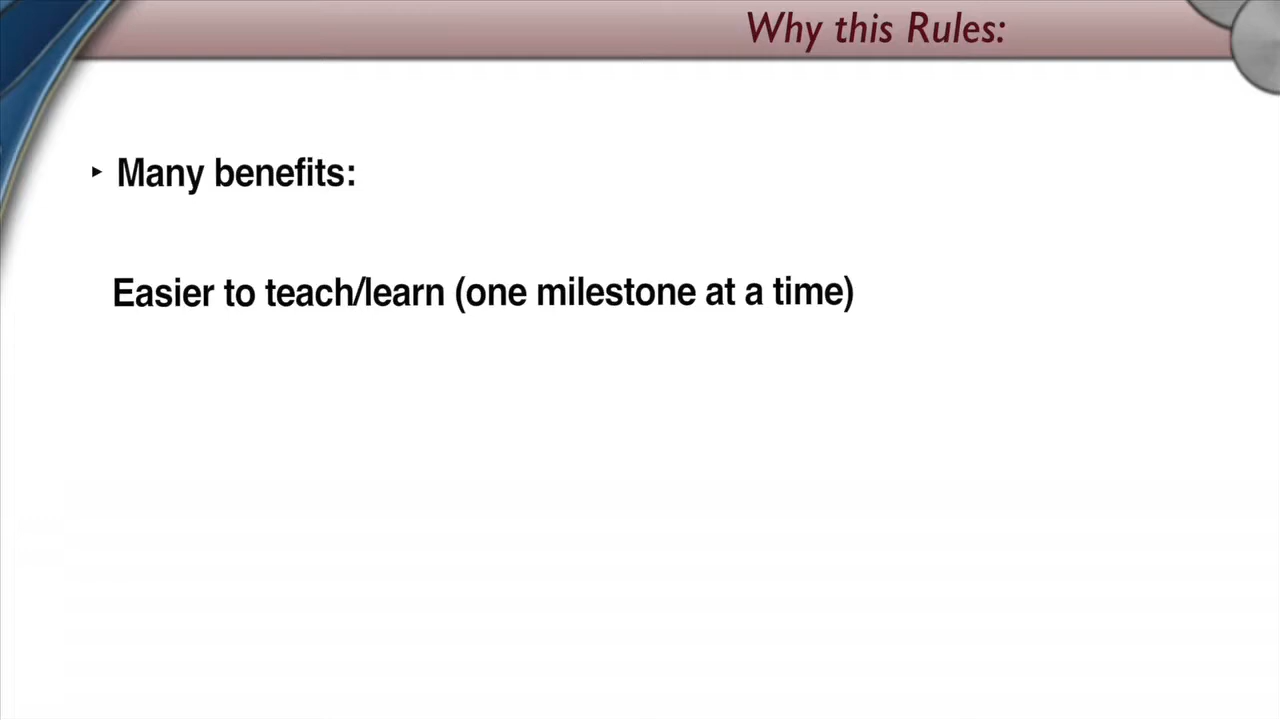 Why this Rules:
‣ Many benefits:
Easier to teach/learn (one milestone at a time)